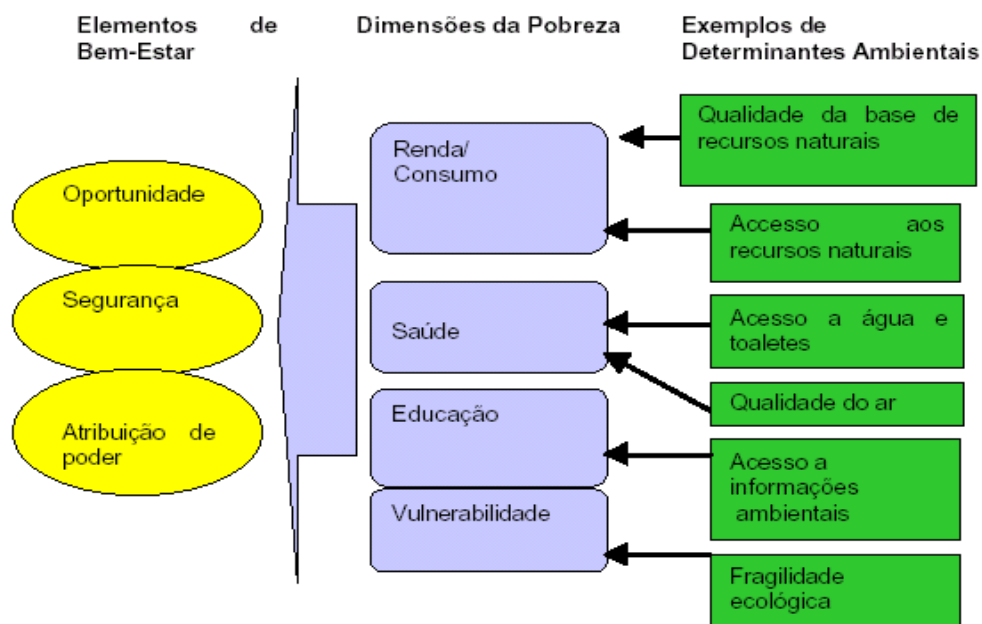 Elementos de
Bem-Estar
Dimensões da Pobreza
Exemplos de
Determinantes Ambientais
Oportunidade
Segurança
Atribuição de
poder
Renda/
Consumo
Saúde
Educação
Vulnerabilidade
Qualidade da base de
recursos naturais
Accesso aos
recursos naturais
Acesso a água e
toaletes
Qualidade do ar
Acesso a
informações
ambientais
Fragilidade
ecológica